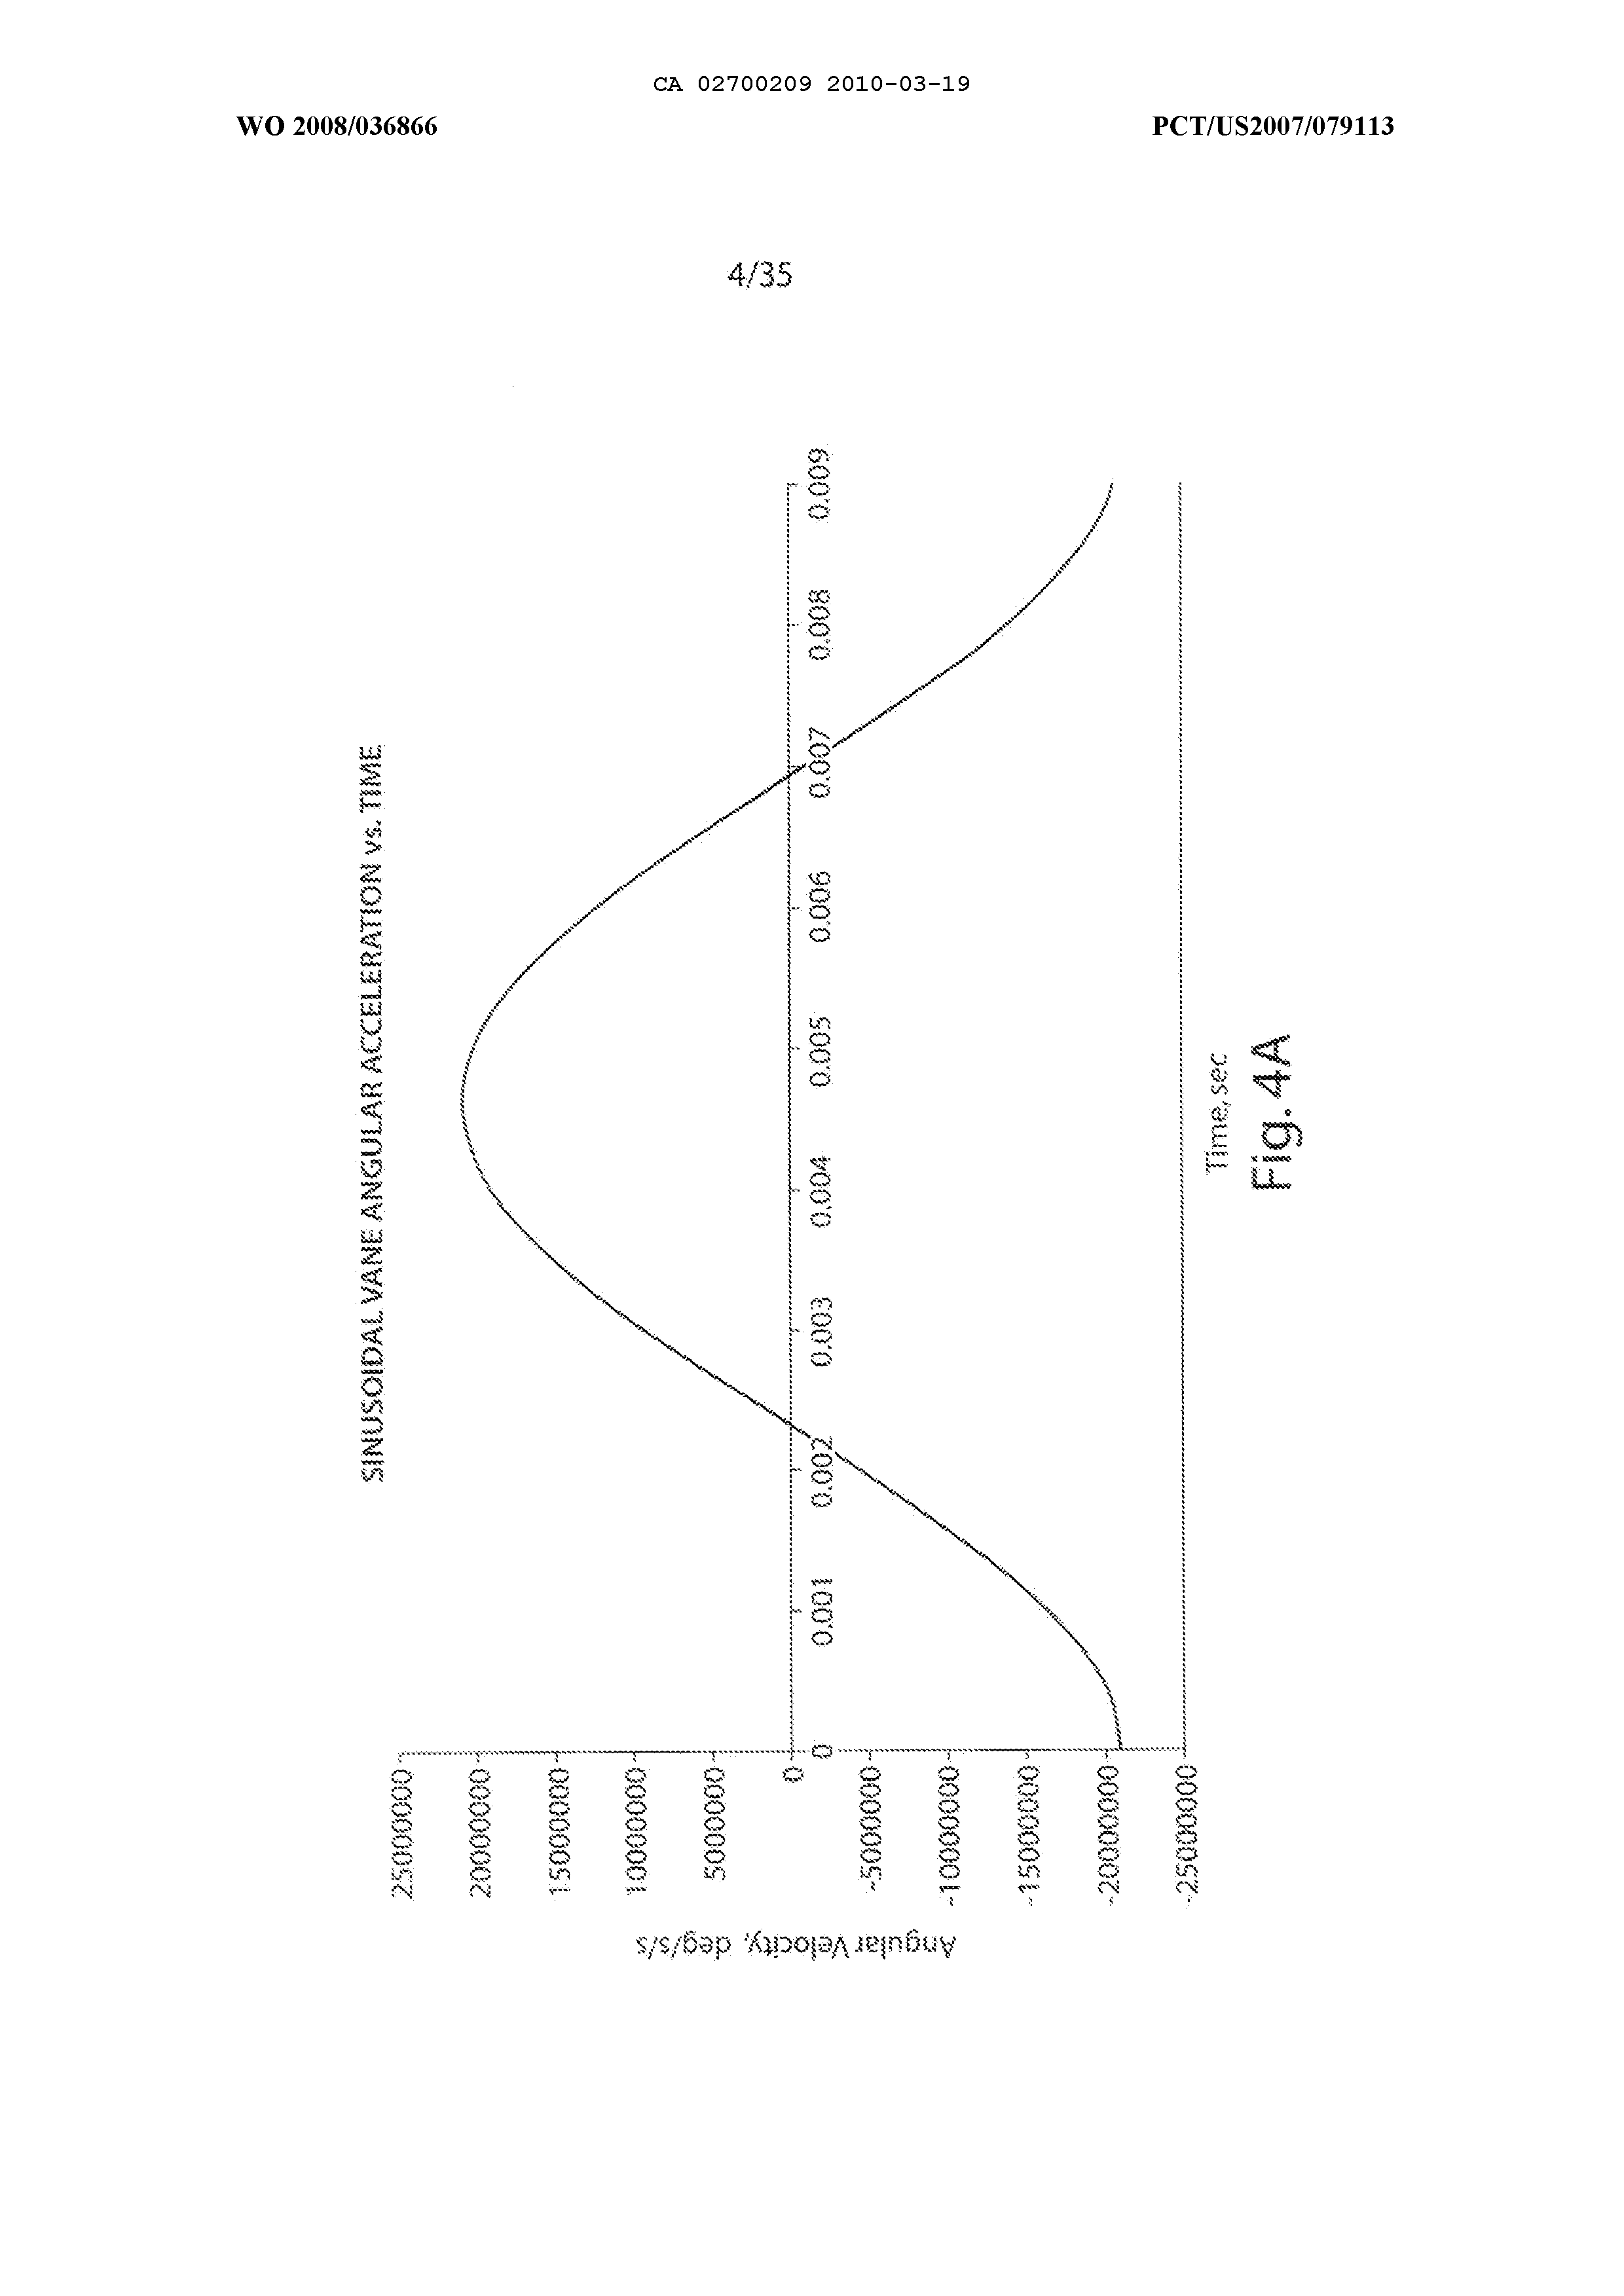 CA 02700209 2010-03-19
WO 2008/036866 PCT/US2007/079113
4/35
SINUSOIDAL VANE ANGULAR ACCELERATION vs. TIME
Angular Velocity, deg/s/s
25000000
20000000
15000000
10000000
5000000
0
-5000000
-10000000
-15000000
-20000000
-25000000
0 0.001 0.002 0.003 0.004 0.005 0.006 0.007 0.008 0.009
Time, sec
Fig. 4A